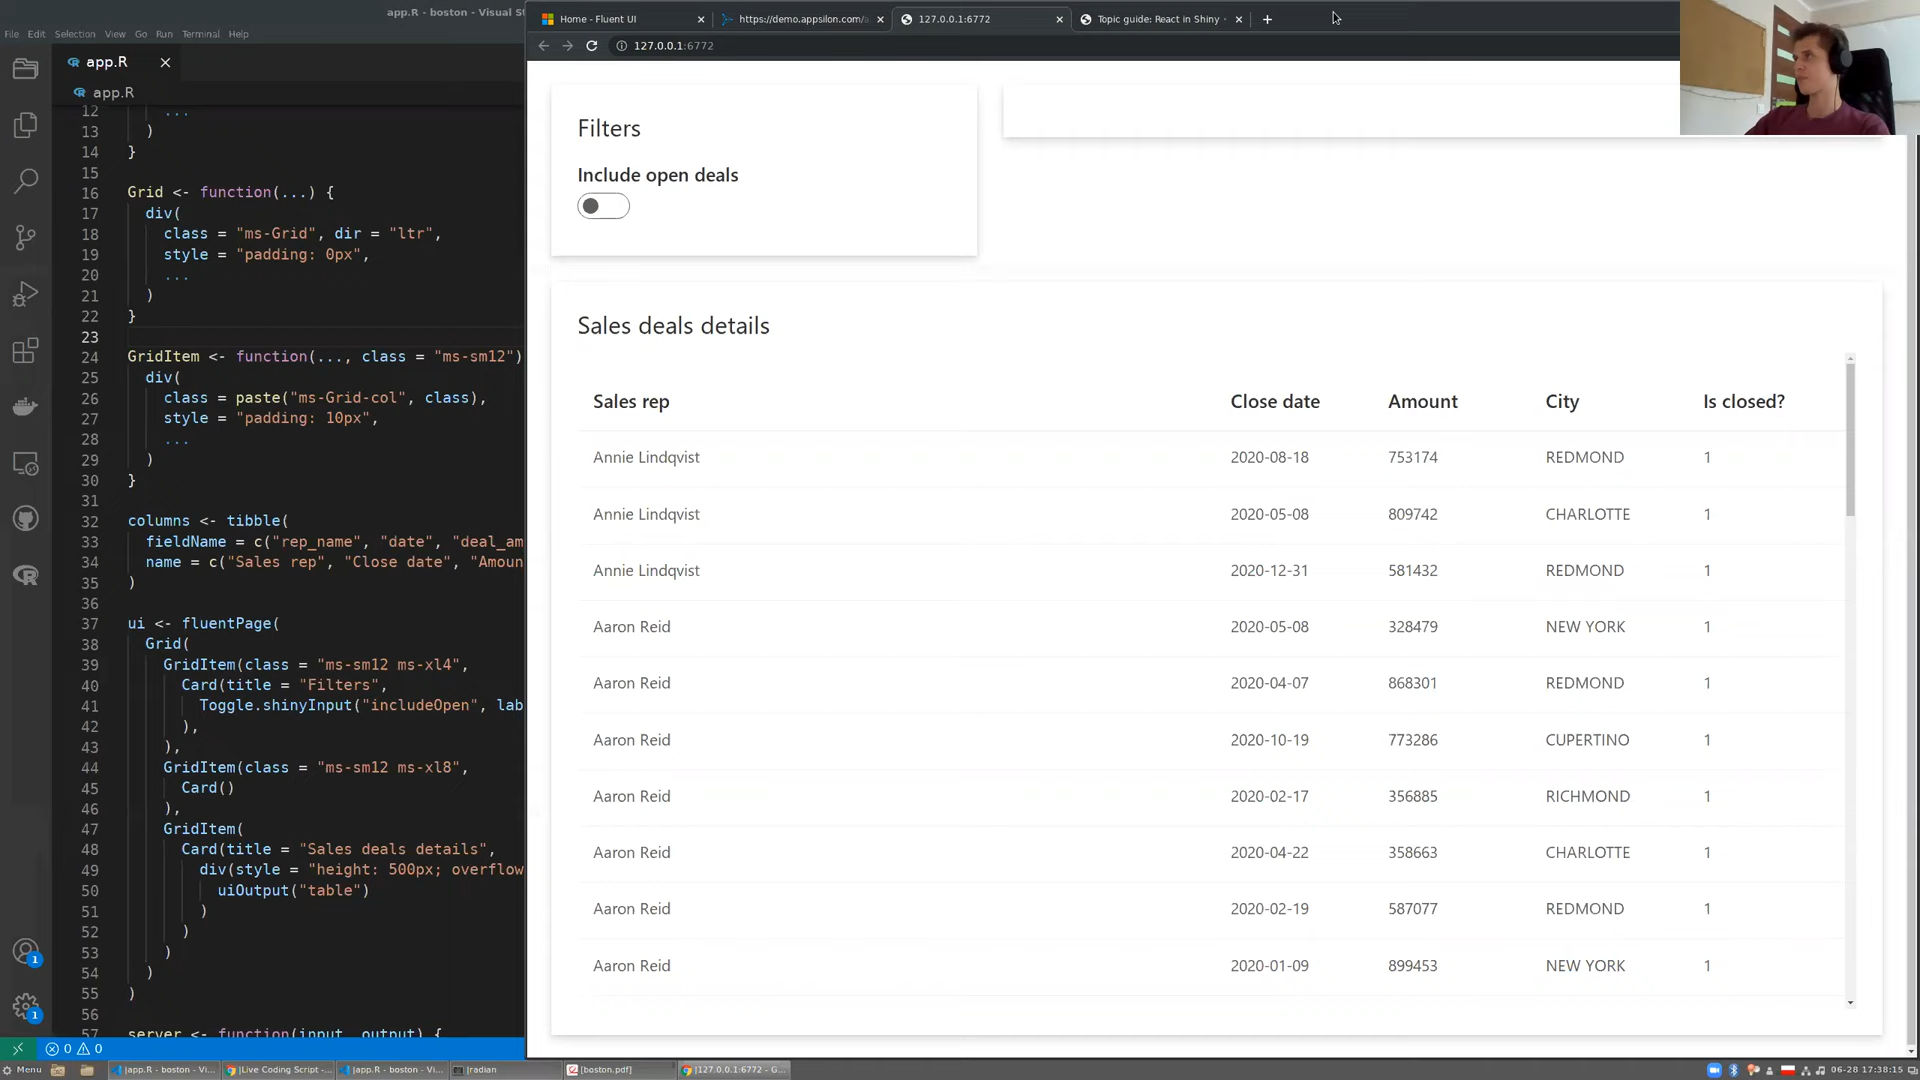 app.R - boston - Visual St
File Edit Selection View Go Run Terminal Help
app.R
app.R
12 ...
13 )
14 }
15
16 Grid <- function(...) {
17 div(
18 class = "ms-Grid", dir = "ltr",
19 style = "padding: 0px",
20 ...
21 )
22 }
23
24 GridItem <- function(..., class = "ms-sm12")
25 div(
26 class = paste("ms-Grid-col", class),
27 style = "padding: 10px",
28 ...
29 )
30 }
31
32 columns <- tibble(
33 fieldName = c("rep_name", "date", "deal_am
34 name = c("Sales rep", "Close date", "Amoun
35 )
36
37 ui <- fluentPage(
38 Grid(
39 GridItem(class = "ms-sm12 ms-xl4",
40 Card(title = "Filters",
41 Toggle.shinyInput("includeOpen", lab
42 ),
43 ),
44 GridItem(class = "ms-sm12 ms-xl8",
45 Card()
46 ),
47 GridItem(
48 Card(title = "Sales deals details",
49 div(style = "height: 500px; overflow
50 uiOutput("table")
51 )
52 )
53 )
54 )
55 )
56
57 server <- function(input, output) {
1
1
0 0
Home - Fluent UI
https://demo.appsilon.com/a
127.0.0.1:6772
Topic guide: React in Shiny
127.0.0.1:6772
Filters
Include open deals
Sales deals details
Sales rep Close date Amount City Is closed?
Annie Lindqvist 2020-08-18 753174 REDMOND 1
Annie Lindqvist 2020-05-08 809742 CHARLOTTE 1
Annie Lindqvist 2020-12-31 581432 REDMOND 1
Aaron Reid 2020-05-08 328479 NEW YORK 1
Aaron Reid 2020-04-07 868301 REDMOND 1
Aaron Reid 2020-10-19 773286 CUPERTINO 1
Aaron Reid 2020-02-17 356885 RICHMOND 1
Aaron Reid 2020-04-22 358663 CHARLOTTE 1
Aaron Reid 2020-02-19 587077 REDMOND 1
Aaron Reid 2020-01-09 899453 NEW YORK 1
Menu |app.R - boston - Vi... |Live Coding Script -... |app.R - boston - Vi... |radian [boston.pdf] |127.0.0.1:6772 - G... 06-28 17:38:15